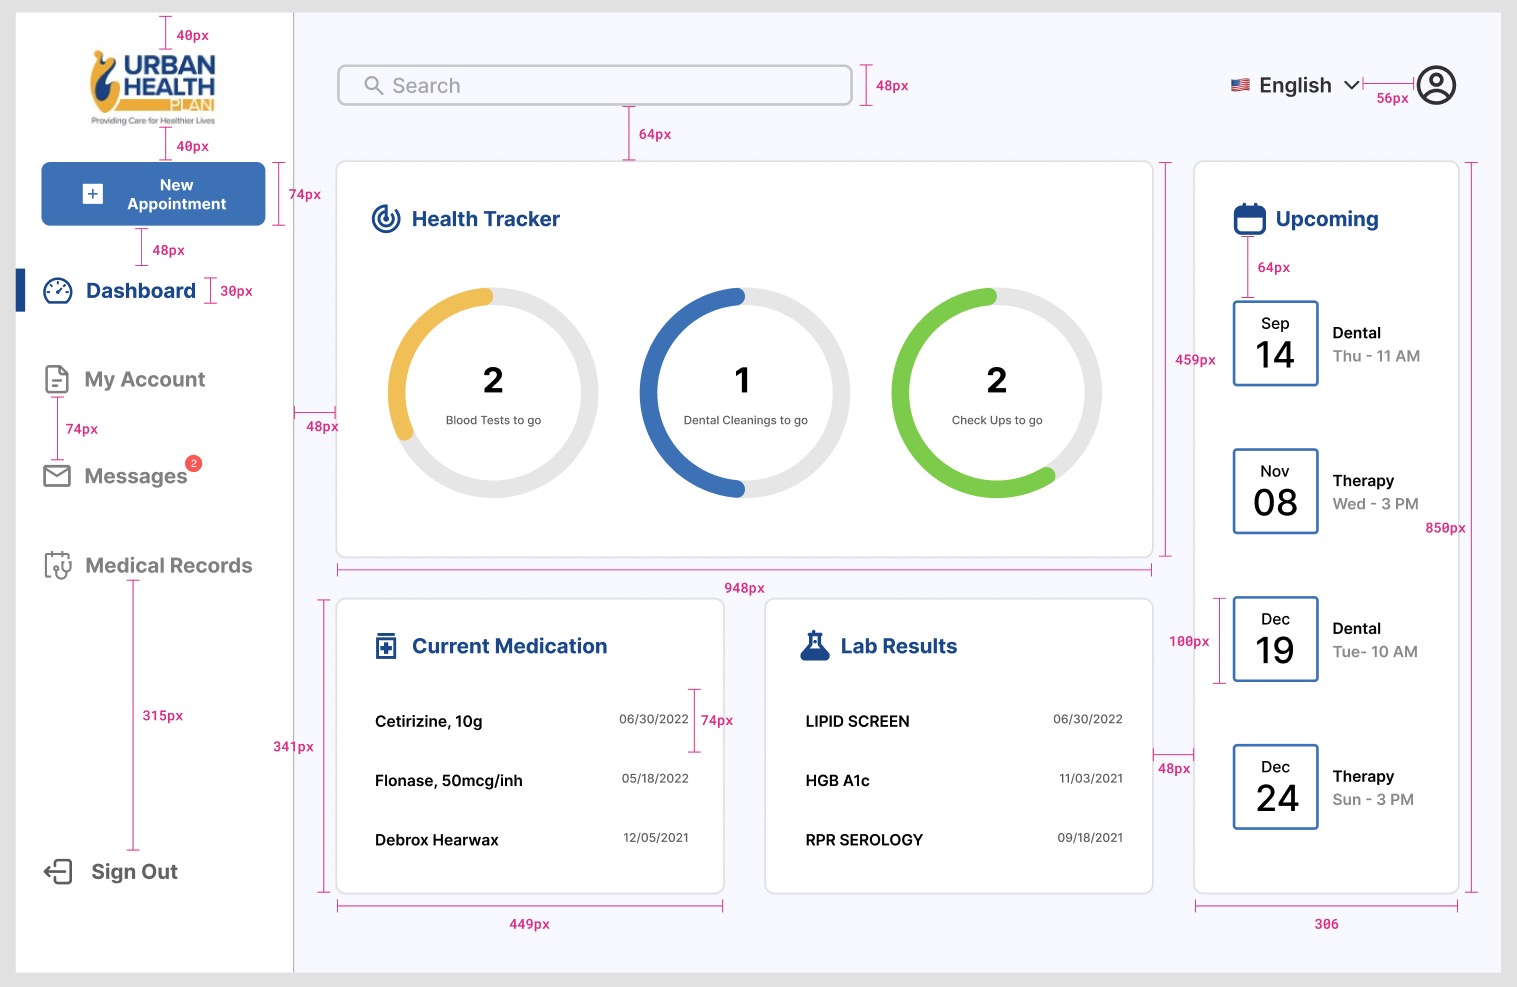 40px
URBAN
HEALTH
PLAN
Providing Care for Healthier Lives
40px
New
Appointment
74px
48px
Dashboard
30px
My Account
74px
Messages
2
Medical Records
315px
Sign Out
Search
48px
64px
English
56px
Health Tracker
2
Blood Tests to go
1
Dental Cleanings to go
2
Check Ups to go
48px
459px
948px
Current Medication
Cetirizine, 10g
06/30/2022
74px
Flonase, 50mcg/inh
05/18/2022
Debrox Hearwax
12/05/2021
341px
449px
Lab Results
LIPID SCREEN
06/30/2022
HGB A1c
11/03/2021
RPR SEROLOGY
09/18/2021
48px
Upcoming
64px
Sep
14
Dental
Thu - 11 AM
Nov
08
Therapy
Wed - 3 PM
850px
Dec
19
Dental
Tue- 10 AM
100px
Dec
24
Therapy
Sun - 3 PM
306